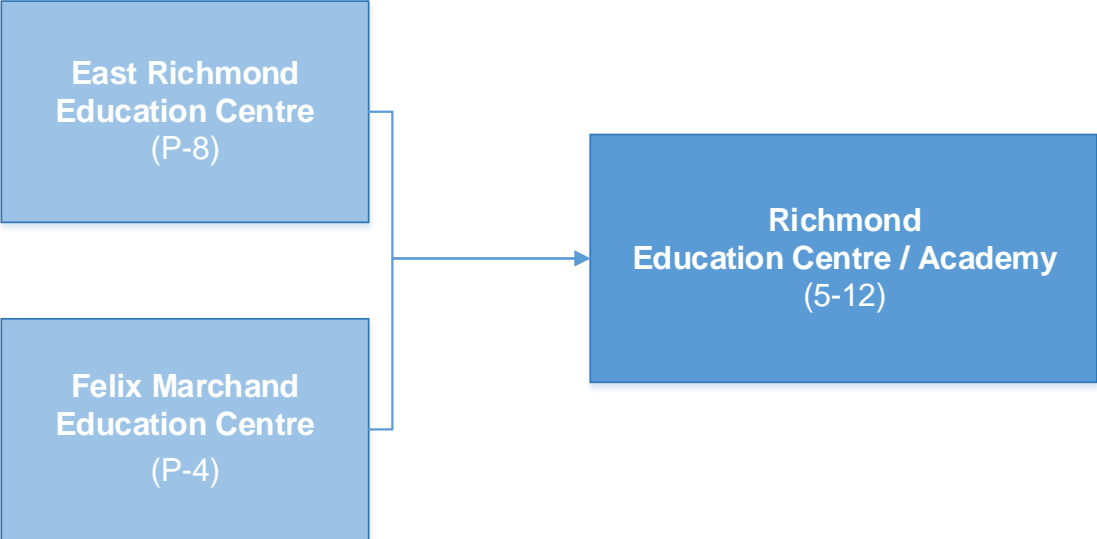 East Richmond
Education Centre
(P-8)
Felix Marchand
Education Centre
(P-4)
Richmond
Education Centre / Academy
(5-12)